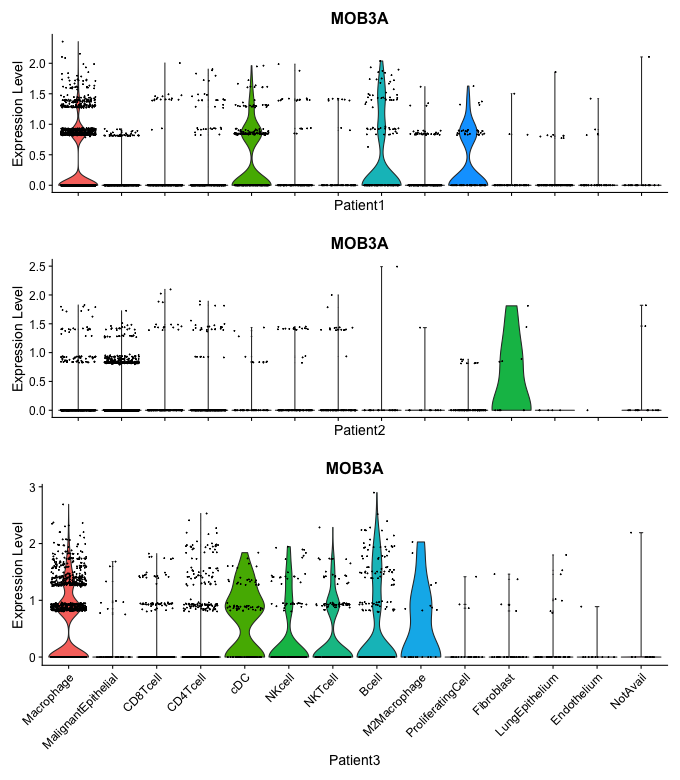 MOB3A
Expression Level
2.0
1.5
1.0
0.5
0.0
Patient1
MOB3A
Expression Level
2.5
2.0
1.5
1.0
0.5
0.0
Patient2
MOB3A
Expression Level
3
2
1
0
Macrophage
MalignantEpithelial
CD8Tcell
CD4Tcell
cDC
NKcell
NKTcell
Bcell
M2Macrophage
ProliferatingCell
Fibroblast
LungEpithelium
Endothelium
NotAvail
Patient3